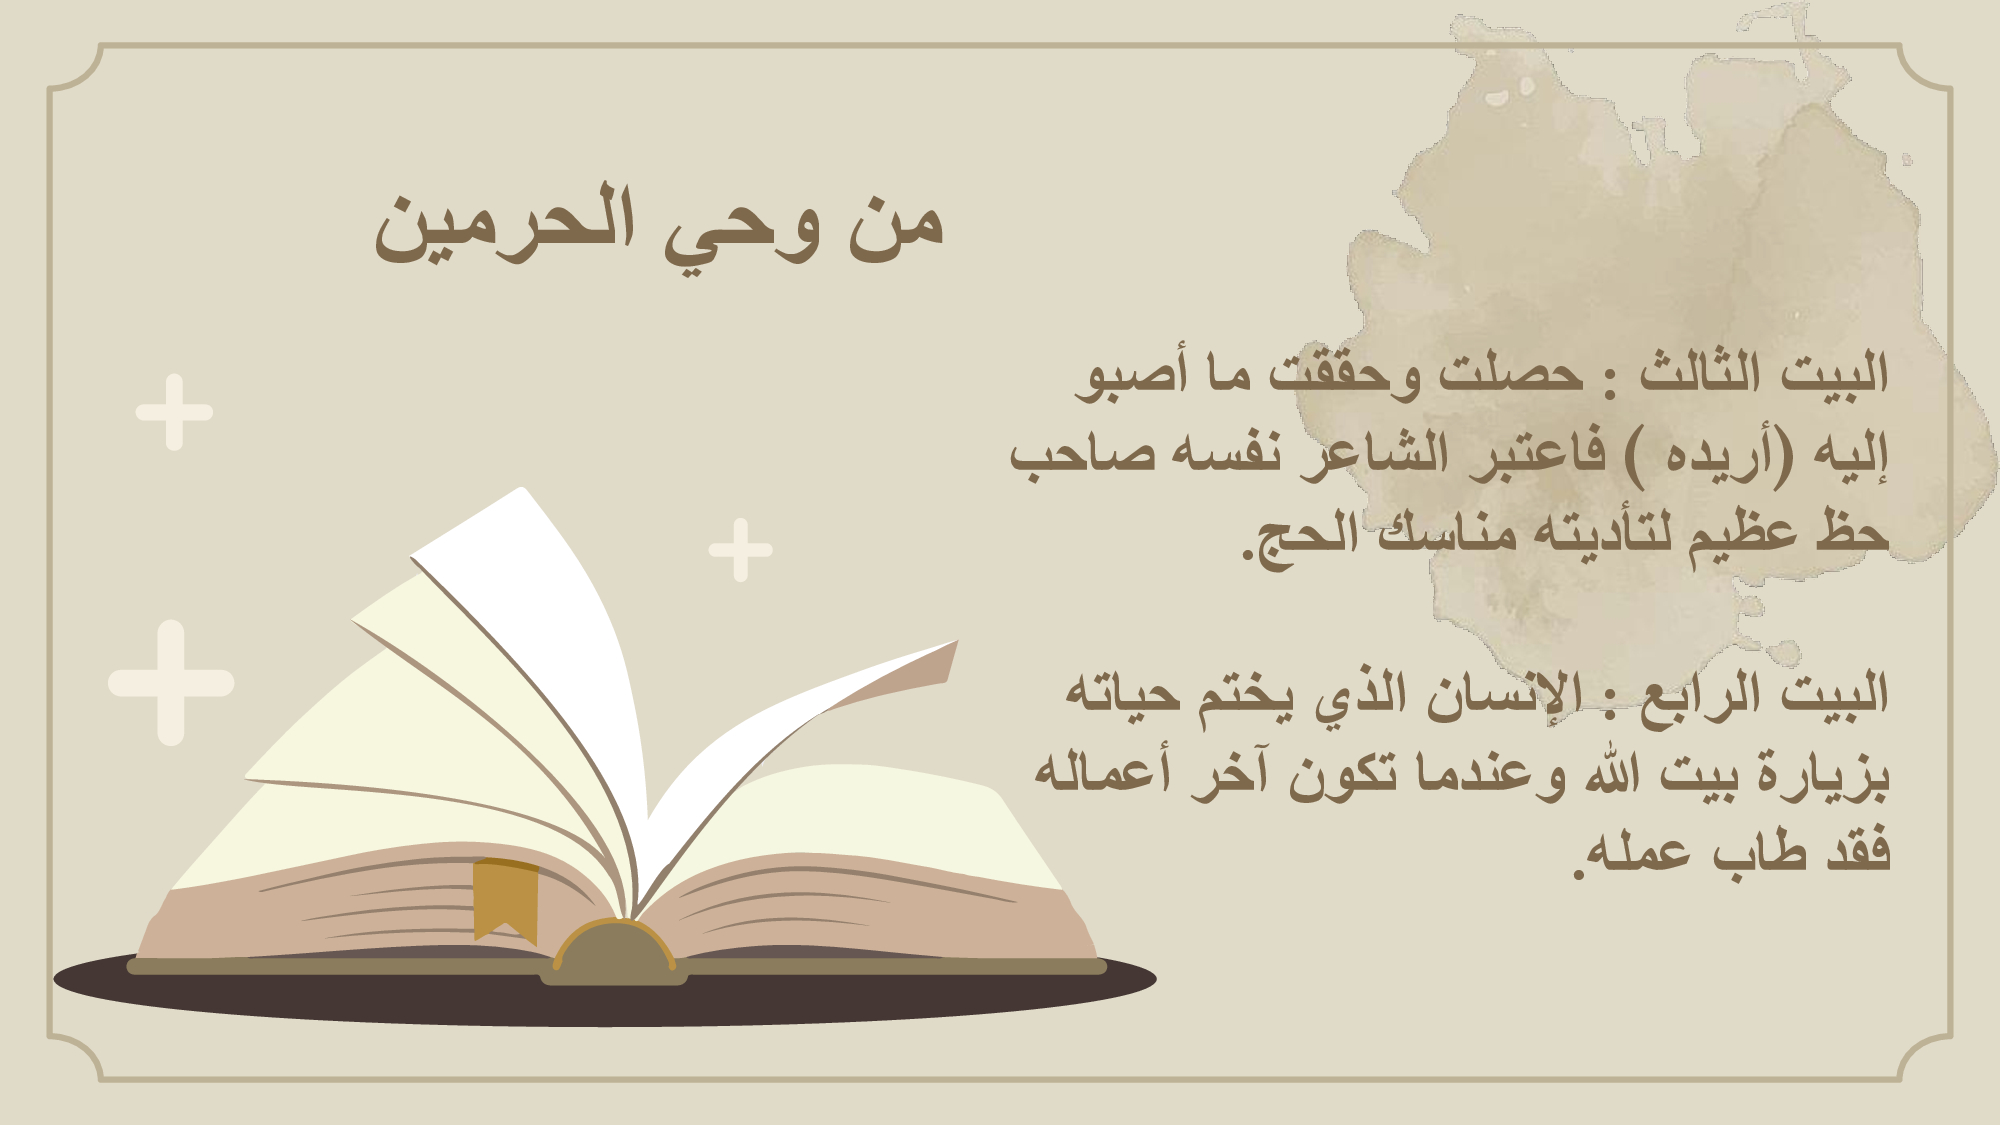 من وحي الحرمين
البيت الثالث : حصلت وحققت ما أصبو
إليه (أريده ) فاعتبر الشاعر نفسه صاحب
حظ عظيم لتأديته مناسك الحج.
البيت الرابع : الإنسان الذي يختم حياته
بزيارة بيت الله وعندما تكون آخر أعماله
فقد طاب عمله.